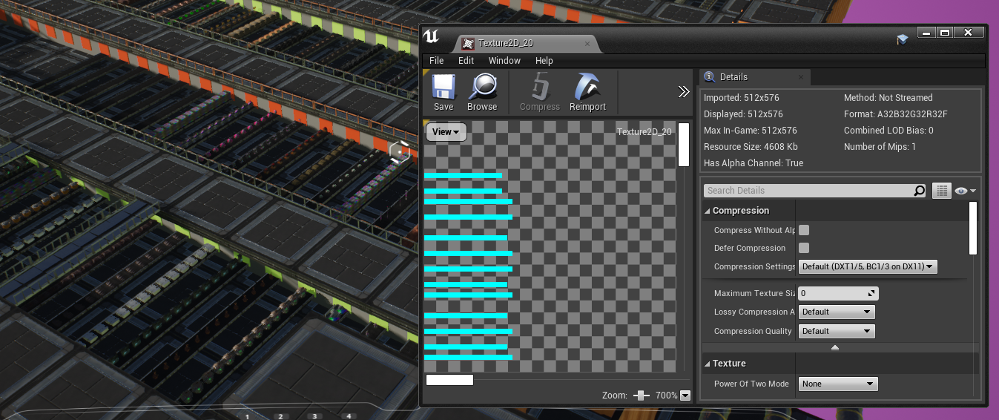 Texture2D_20
File Edit Window Help
Save Browse Compress Reimport
View
Texture2D_20
Zoom: 700%
Details
Imported: 512x576 Method: Not Streamed
Displayed: 512x576 Format: A32B32G32R32F
Max In-Game: 512x576 Combined LOD Bias: 0
Resource Size: 4608 Kb Number of Mips: 1
Has Alpha Channel: True
Search Details
Compression
Compress Without Alp
Defer Compression
Compression Settings Default (DXT1/5, BC1/3 on DX11)
Maximum Texture Siz 0
Lossy Compression A Default
Compression Quality Default
Texture
Power Of Two Mode None
1 2 3 4